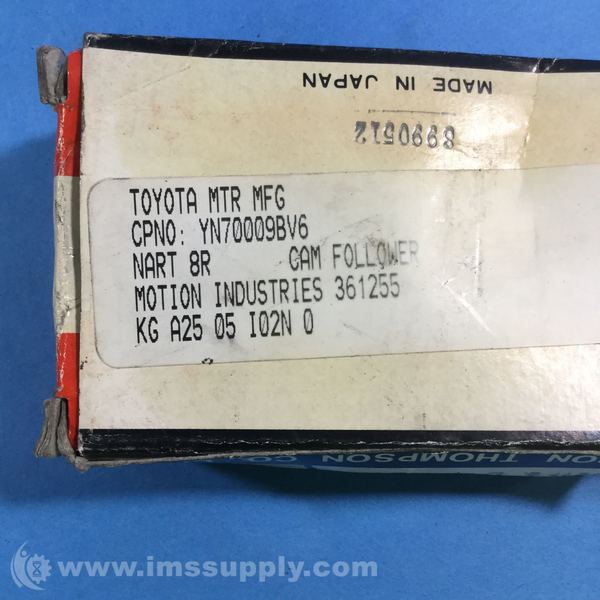 MADE IN JAPAN
8990512
TOYOTA MTR MFG
CPNO: YN70009BV6
NART 8R CAM FOLLOWER
MOTION INDUSTRIES 361255
KG A25 05 I02N 0
THOMPSON
www.imssupply.com